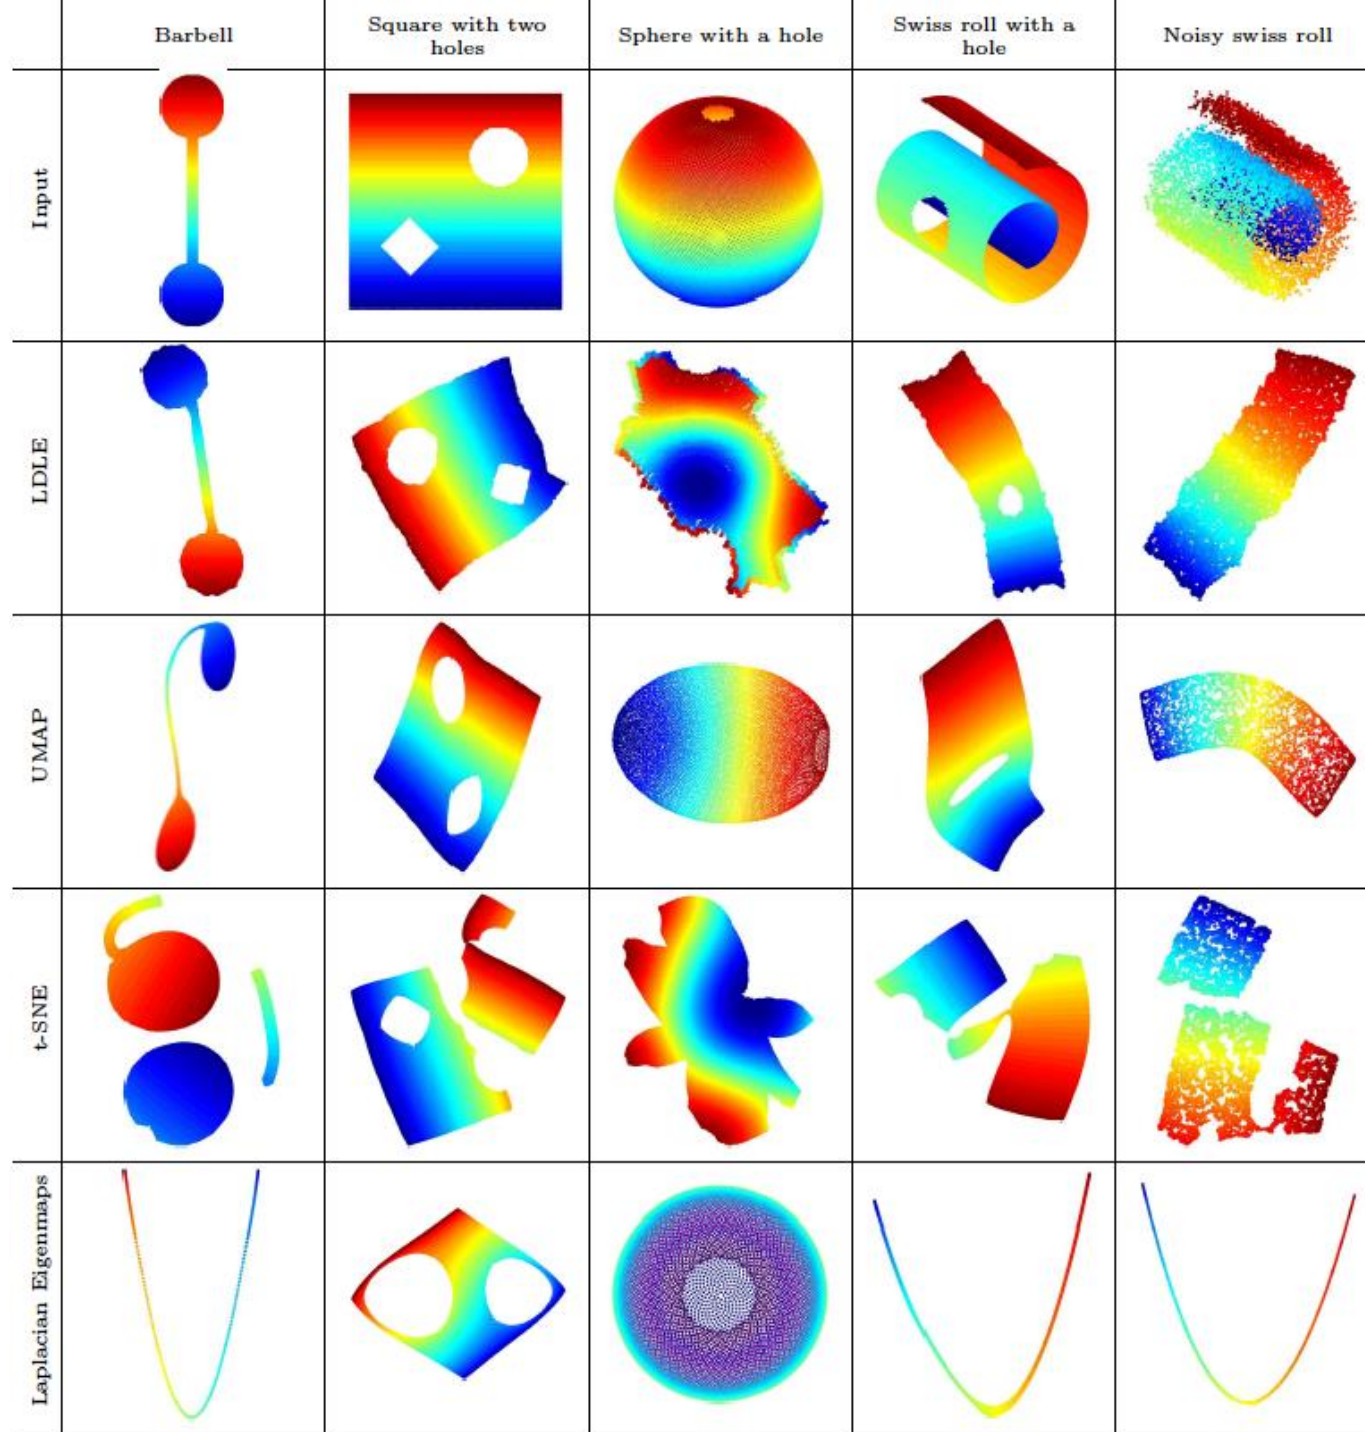 Barbell
Square with two
holes
Sphere with a hole
Swiss roll with a
hole
Noisy swiss roll
Input
LDLE
UMAP
t-SNE
Laplacian Eigenmaps